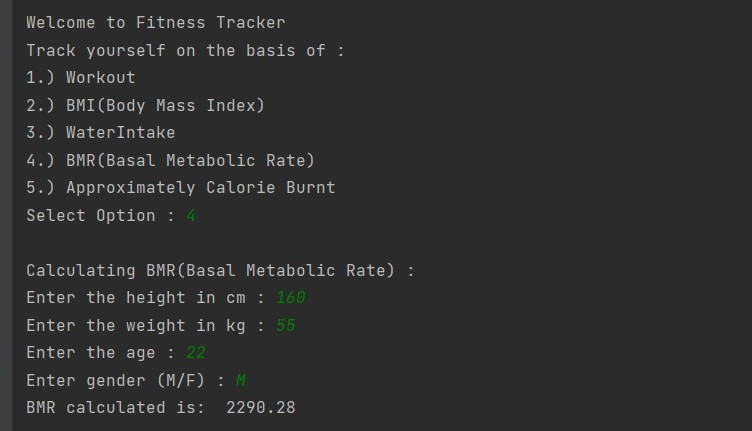 Welcome to Fitness Tracker
Track yourself on the basis of :
1.) Workout
2.) BMI(Body Mass Index)
3.) WaterIntake
4.) BMR(Basal Metabolic Rate)
5.) Approximately Calorie Burnt
Select Option : 4
Calculating BMR(Basal Metabolic Rate) :
Enter the height in cm : 160
Enter the weight in kg : 55
Enter the age : 22
Enter gender (M/F) : M
BMR calculated is:  2290.28